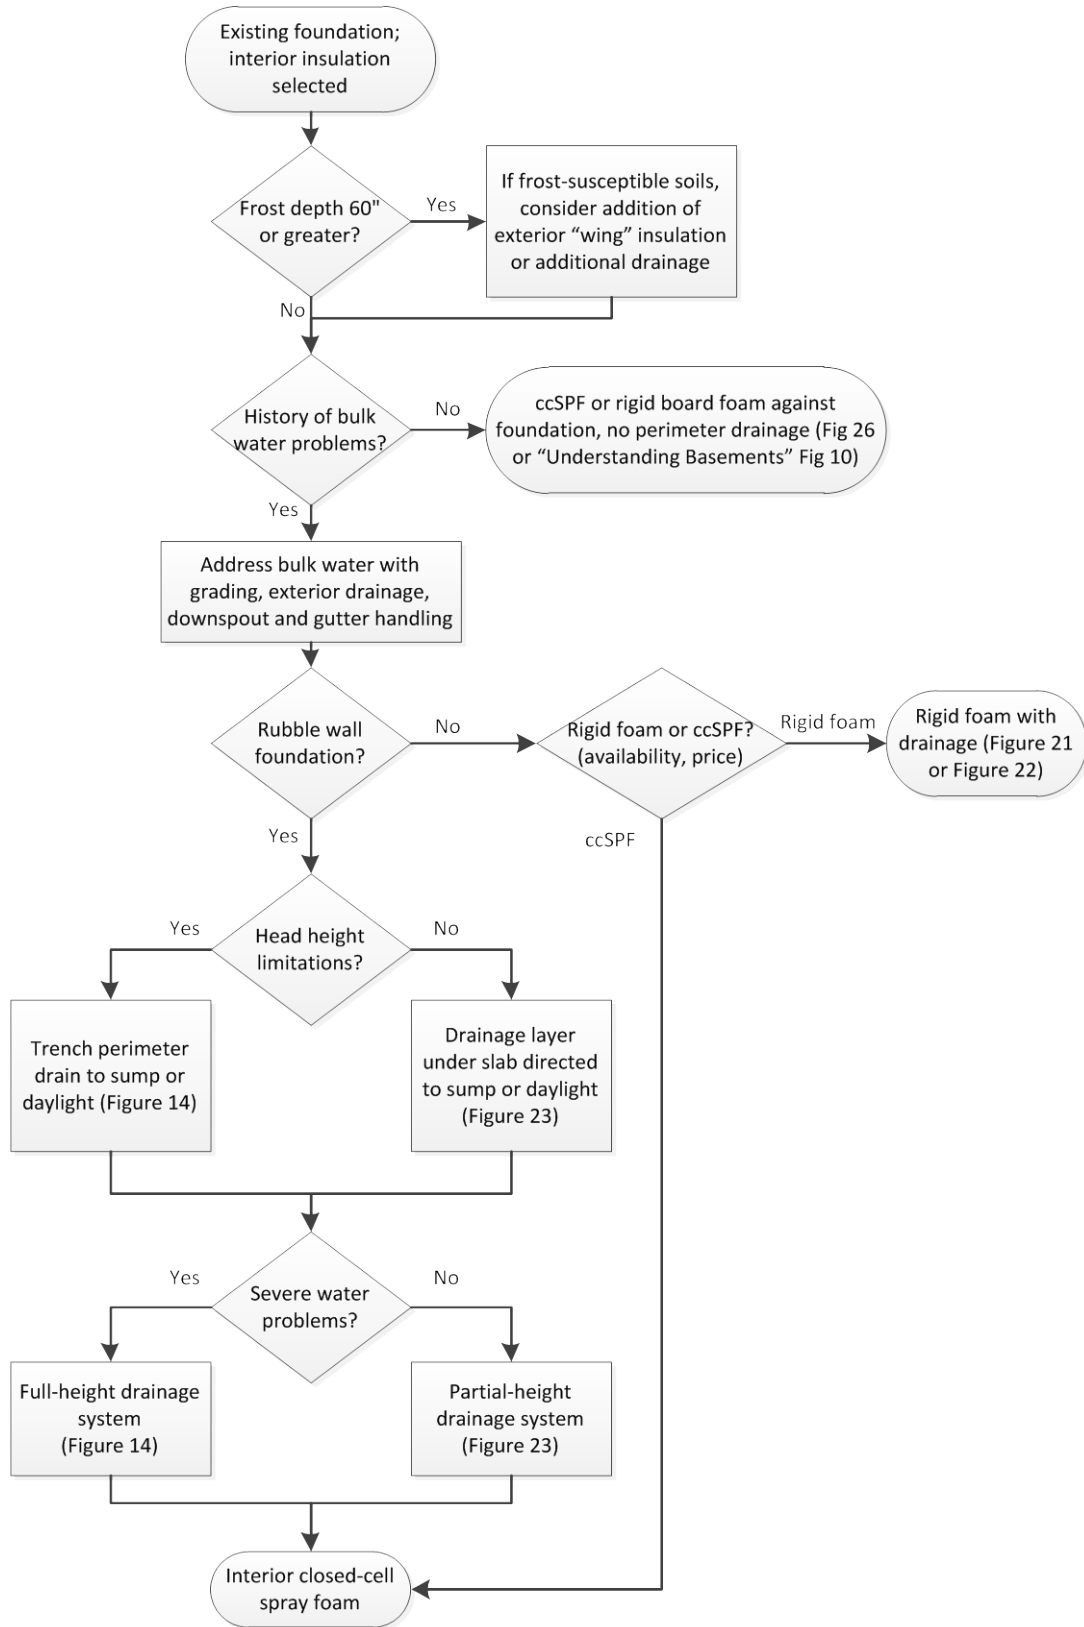 Existing foundation;
interior insulation
selected
Frost depth 60"
or greater?
Yes
If frost-susceptible soils,
consider addition of
exterior “wing” insulation
or additional drainage
No
History of bulk
water problems?
No
ccSPF or rigid board foam against
foundation, no perimeter drainage (Fig 26
or “Understanding Basements” Fig 10)
Yes
Address bulk water with
grading, exterior drainage,
downspout and gutter handling
Rubble wall
foundation?
No
Rigid foam or ccSPF?
(availability, price)
Rigid foam
Rigid foam with
drainage (Figure 21
or Figure 22)
Yes
ccSPF
Head height
limitations?
Yes
No
Trench perimeter
drain to sump or
daylight (Figure 14)
Drainage layer
under slab directed
to sump or daylight
(Figure 23)
Severe water
problems?
Yes
No
Full-height drainage
system
(Figure 14)
Partial-height
drainage system
(Figure 23)
Interior closed-cell
spray foam